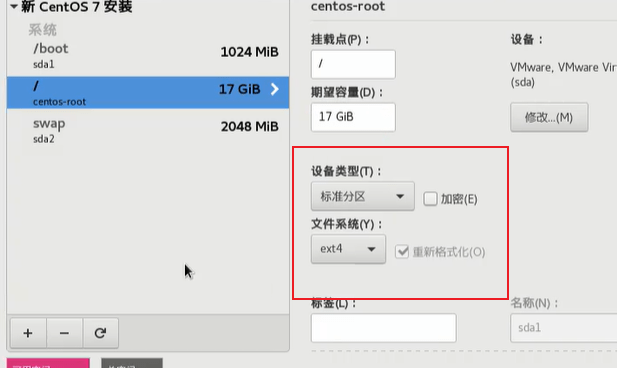 新 CentOS 7 安装
系统
/boot
1024 MiB
sda1
/
17 GiB
centos-root
swap
2048 MiB
sda2
+ − 
centos-root
挂载点(P)：
/
期望容量(D)：
17 GiB
设备：
VMware, VMware Vir
(sda)
修改...(M)
设备类型(T)：
标准分区
加密(E)
文件系统(Y)：
ext4
重新格式化(O)
标签(L)：
名称(N)：
sda1